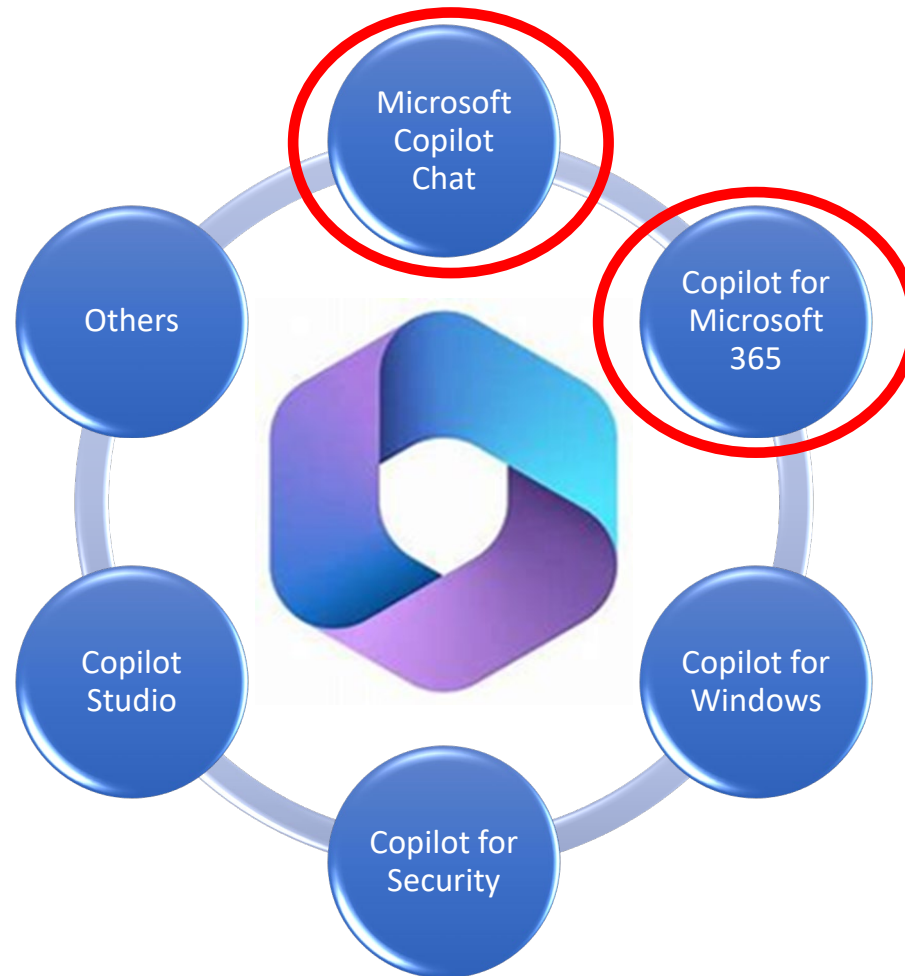 Microsoft
Copilot
Chat
Copilot for
Microsoft
365
Copilot for
Windows
Copilot for
Security
Copilot
Studio
Others